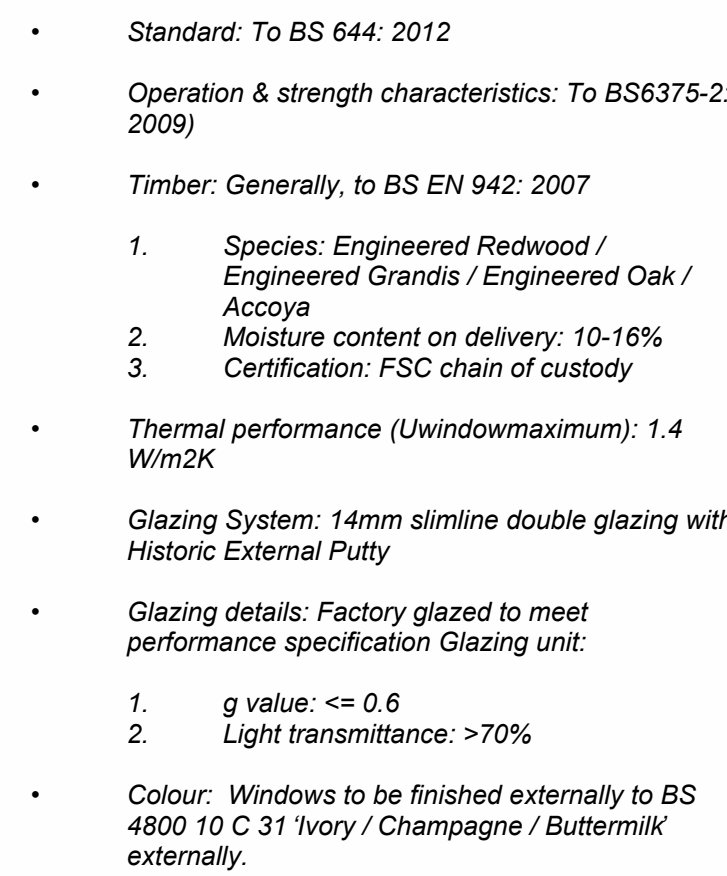 • Standard: To BS 644: 2012
• Operation & strength characteristics: To BS6375-2:
2009)
• Timber: Generally, to BS EN 942: 2007
1. Species: Engineered Redwood /
Engineered Grandis / Engineered Oak /
Accoya
2. Moisture content on delivery: 10-16%
3. Certification: FSC chain of custody
• Thermal performance (Uwindowmaximum): 1.4
W/m2K
• Glazing System: 14mm slimline double glazing with
Historic External Putty
• Glazing details: Factory glazed to meet
performance specification Glazing unit:
1. g value: <= 0.6
2. Light transmittance: >70%
• Colour: Windows to be finished externally to BS
4800 10 C 31 ‘Ivory / Champagne / Buttermilk’
externally.